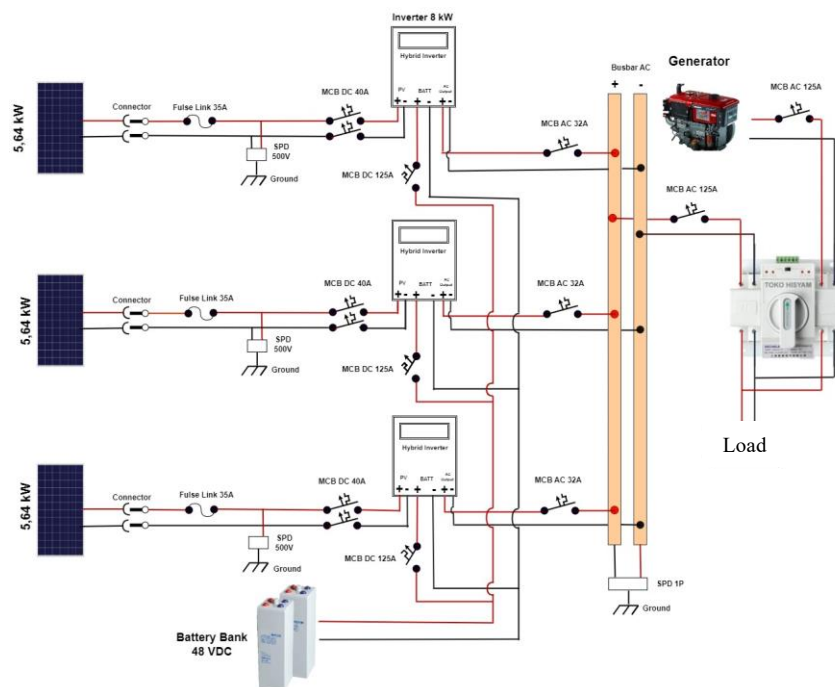 Inverter 8 kW
Hybrid Inverter
PV
BATT
AC
Output
+ - + - + -
5,64 kW
Connector
Fulse Link 35A
MCB DC 40A
SPD
500V
Ground
MCB DC 125A
MCB AC 32A
Busbar AC
+ -
Generator
MCB AC 125A
MCB AC 125A
TOKO HISYAM
Load
Hybrid Inverter
PV
BATT
AC
Output
+ - + - + -
5,64 kW
Connector
Fulse Link 35A
MCB DC 40A
SPD
500V
Ground
MCB DC 125A
MCB AC 32A
Hybrid Inverter
PV
BATT
AC
Output
+ - + - + -
5,64 kW
Connector
Fulse Link 35A
MCB DC 40A
SPD
500V
Ground
MCB DC 125A
MCB AC 32A
SPD 1P
Ground
Battery Bank
48 VDC